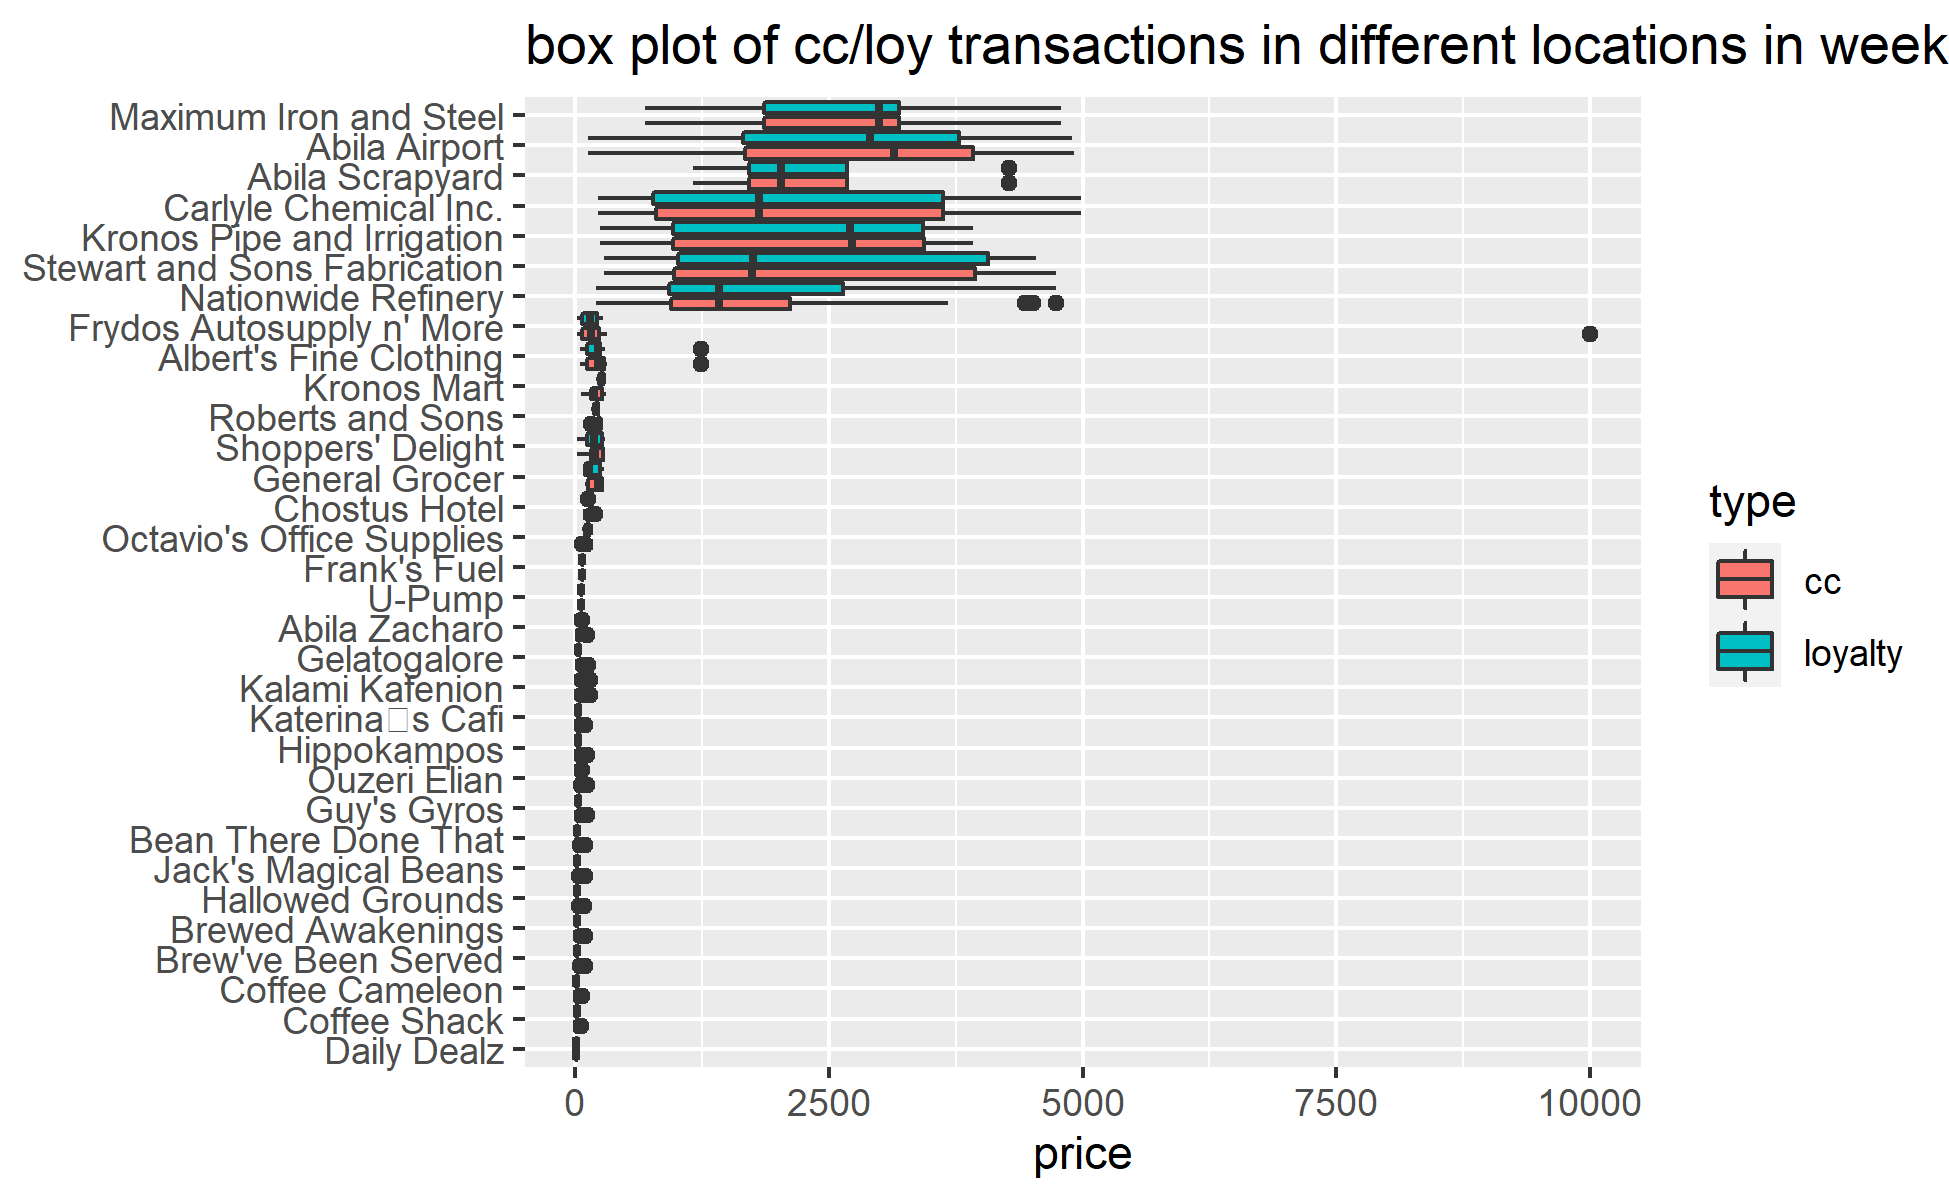 box plot of cc/loy transactions in different locations in week
Maximum Iron and Steel
Abila Airport
Abila Scrapyard
Carlyle Chemical Inc.
Kronos Pipe and Irrigation
Stewart and Sons Fabrication
Nationwide Refinery
Frydos Autosupply n' More
Albert's Fine Clothing
Kronos Mart
Roberts and Sons
Shoppers' Delight
General Grocer
Chostus Hotel
Octavio's Office Supplies
Frank's Fuel
U-Pump
Abila Zacharo
Gelatogalore
Kalami Kafenion
Katerina□s Cafi
Hippokampos
Ouzeri Elian
Guy's Gyros
Bean There Done That
Jack's Magical Beans
Hallowed Grounds
Brewed Awakenings
Brew've Been Served
Coffee Cameleon
Coffee Shack
Daily Dealz
0 2500 5000 7500 10000
price
type
cc
loyalty